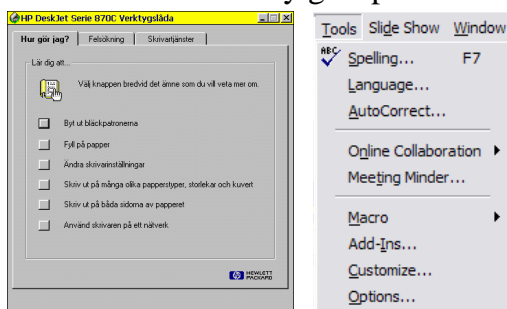 HP DeskJet Serie 870C Verktygslåda
Hur gör jag? Felsökning Skrivartjänster
Lär dig att...
Välj knappen bredvid det ämne som du vill veta mer om.
Byt ut bläckpatronerna
Fyll på papper
Ändra skrivarinställningar
Skriv ut på många olika papperstyper, storlekar och kuvert
Skriv ut på båda sidorna av papperet
Använd skrivaren på ett nätverk
HEWLETT
PACKARD
Tools Slide Show Window
ABC Spelling... F7
Language...
AutoCorrect...
Online Collaboration
Meeting Minder...
Macro
Add-Ins...
Customize...
Options...